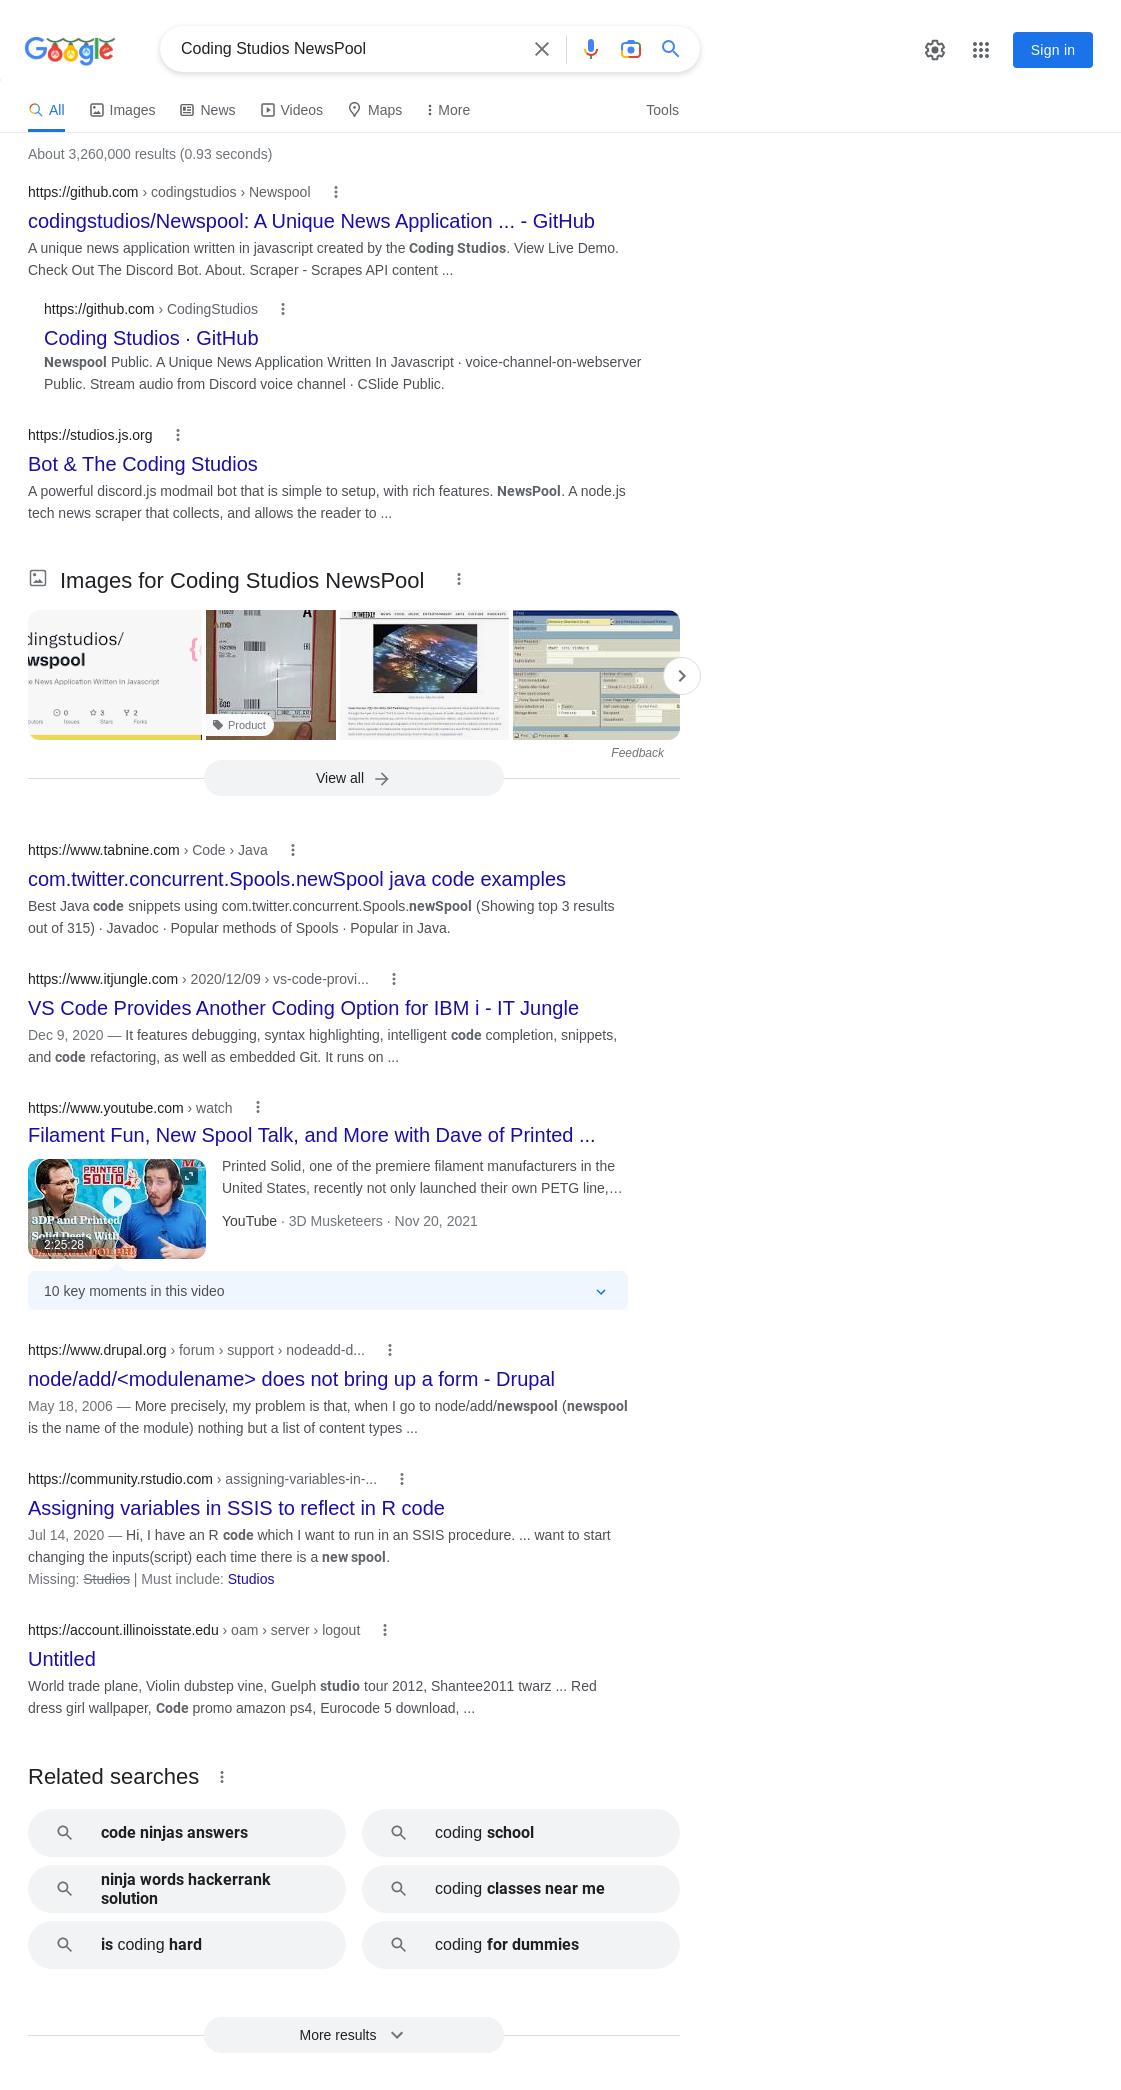 Google
Coding Studios NewsPool
Sign in
All
Images
News
Videos
Maps
More
Tools
About 3,260,000 results (0.93 seconds)
https://github.com › codingstudios › Newspool
codingstudios/Newspool: A Unique News Application ... - GitHub
A unique news application written in javascript created by the Coding Studios. View Live Demo.
Check Out The Discord Bot. About. Scraper - Scrapes API content ...
https://github.com › CodingStudios
Coding Studios · GitHub
Newspool Public. A Unique News Application Written In Javascript · voice-channel-on-webserver
Public. Stream audio from Discord voice channel · CSlide Public.
https://studios.js.org
Bot & The Coding Studios
A powerful discord.js modmail bot that is simple to setup, with rich features. NewsPool. A node.js
tech news scraper that collects, and allows the reader to ...
Images for Coding Studios NewsPool
dingstudios/
wspool
e News Application Written In Javascript
0
3
2
Issues
Stars
Forks
Product
Feedback
View all
https://www.tabnine.com › Code › Java
com.twitter.concurrent.Spools.newSpool java code examples
Best Java code snippets using com.twitter.concurrent.Spools.newSpool (Showing top 3 results
out of 315) · Javadoc · Popular methods of Spools · Popular in Java.
https://www.itjungle.com › 2020/12/09 › vs-code-provi...
VS Code Provides Another Coding Option for IBM i - IT Jungle
Dec 9, 2020 — It features debugging, syntax highlighting, intelligent code completion, snippets,
and code refactoring, as well as embedded Git. It runs on ...
https://www.youtube.com › watch
Filament Fun, New Spool Talk, and More with Dave of Printed ...
PRINTED
SOLID
3DP and Printed
Solid Deets With
2:25:28
Printed Solid, one of the premiere filament manufacturers in the
United States, recently not only launched their own PETG line,...
YouTube · 3D Musketeers · Nov 20, 2021
10 key moments in this video
https://www.drupal.org › forum › support › nodeadd-d...
node/add/<modulename> does not bring up a form - Drupal
May 18, 2006 — More precisely, my problem is that, when I go to node/add/newspool (newspool
is the name of the module) nothing but a list of content types ...
https://community.rstudio.com › assigning-variables-in-...
Assigning variables in SSIS to reflect in R code
Jul 14, 2020 — Hi, I have an R code which I want to run in an SSIS procedure. ... want to start
changing the inputs(script) each time there is a new spool.
Missing: Studios | Must include: Studios
https://account.illinoisstate.edu › oam › server › logout
Untitled
World trade plane, Violin dubstep vine, Guelph studio tour 2012, Shantee2011 twarz ... Red
dress girl wallpaper, Code promo amazon ps4, Eurocode 5 download, ...
Related searches
code ninjas answers
coding school
ninja words hackerrank
solution
coding classes near me
is coding hard
coding for dummies
More results